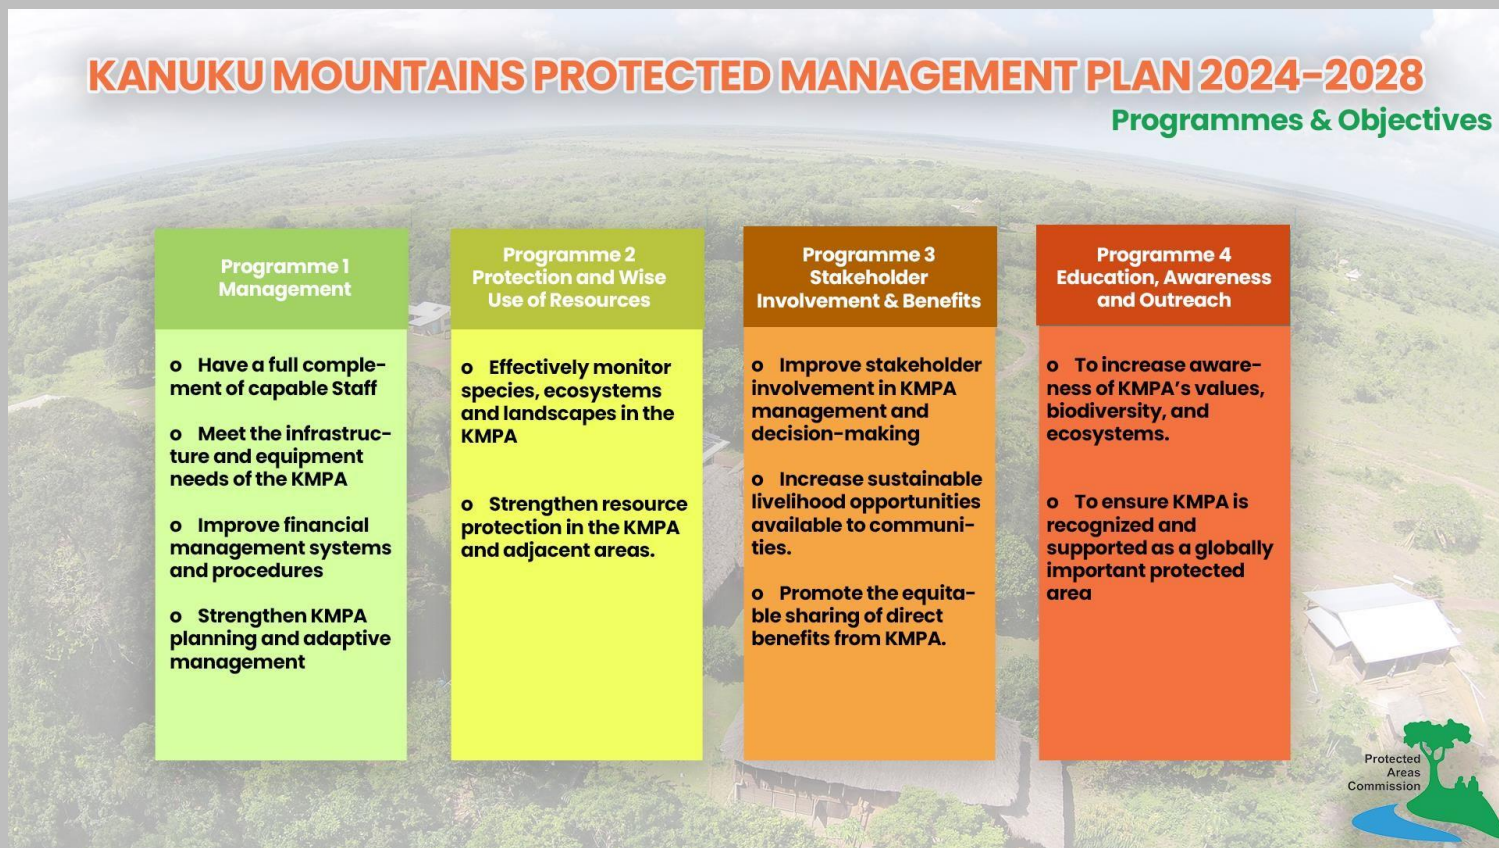 KANUKU MOUNTAINS PROTECTED MANAGEMENT PLAN 2024-2028
Programmes & Objectives
Programme 1
Management
o Have a full comple-
ment of capable Staff
o Meet the infrastruc-
ture and equipment
needs of the KMPA
o Improve financial
management systems
and procedures
o Strengthen KMPA
planning and adaptive
management
Programme 2
Protection and Wise
Use of Resources
o Effectively monitor
species, ecosystems
and landscapes in the
KMPA
o Strengthen resource
protection in the KMPA
and adjacent areas.
Programme 3
Stakeholder
Involvement & Benefits
o Improve stakeholder
involvement in KMPA
management and
decision-making
o Increase sustainable
livelihood opportunities
available to communi-
ties.
o Promote the equita-
ble sharing of direct
benefits from KMPA.
Programme 4
Education, Awareness
and Outreach
o To increase aware-
ness of KMPA's values,
biodiversity, and
ecosystems.
o To ensure KMPA is
recognized and
supported as a globally
important protected
area
Protected
Areas
Commission